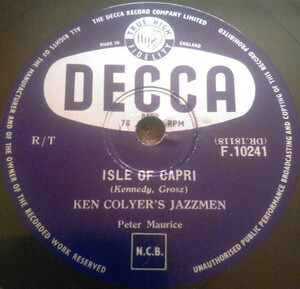 THE DECCA RECORD COMPANY LIMITED
ALL RIGHTS OF THE MANUFACTURER AND OF THE OWNER OF THE RECORDED WORK RESERVED
UNAUTHORISED PUBLIC PERFORMANCE BROADCASTING AND COPYING OF THIS RECORD PROHIBITED
TRUE HIGH
ffrr
FIDELITY
MADE IN ENGLAND
DECCA
78 RPM
R/T
(DR.18118)
F.10241
ISLE OF CAPRI
(Kennedy, Grosz)
KEN COLYER'S JAZZMEN
Peter Maurice
N.C.B.